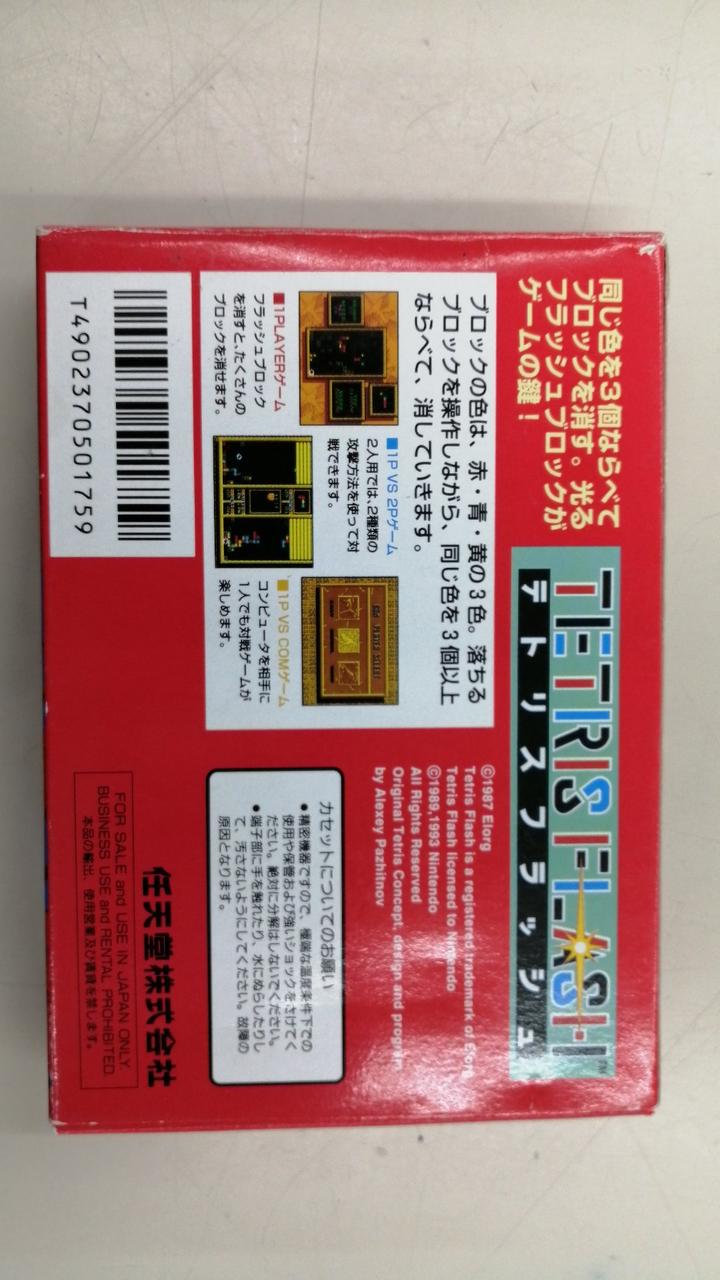 同じ色を3個ならべて
ブロックを消す。光る
フラッシュブロックが
ゲームの鍵！
TETRIS FLASH™
テトリスフラッシュ
ブロックの色は、赤・青・黄の3色。落ちる
ブロックを操作しながら、同じ色を3個以上
ならべて、消していきます。
■1PLAYERゲーム
フラッシュブロック
を消すと、たくさんの
ブロックを消せます。
■1P VS 2Pゲーム
2人用では、2種類の
攻撃方法を使って対
戦できます。
■1P VS COMゲーム
コンピュータを相手に
1人でも対戦ゲームが
楽しめます。
©1987 Elorg
Tetris Flash is a registered trademark of Elorg
Tetris Flash licensed to Nintendo
©1989,1993 Nintendo
All Rights Reserved
Original Tetris Concept, design and program
by Alexey Pazhitnov
カセットについてのお願い
●精密機器ですので、極端な温度条件下での
使用や保管および強いショックをさけてく
ださい。絶対に分解はしないでください。
●端子部に手を触れたり、水にぬらしたりし
て、汚さないようにしてください。故障の
原因となります。
T4902370501759
任天堂株式会社
FOR SALE and USE IN JAPAN ONLY.
BUSINESS USE and RENTAL PROHIBITED.
本品の輸出、使用営業及び賃貸を禁じます。